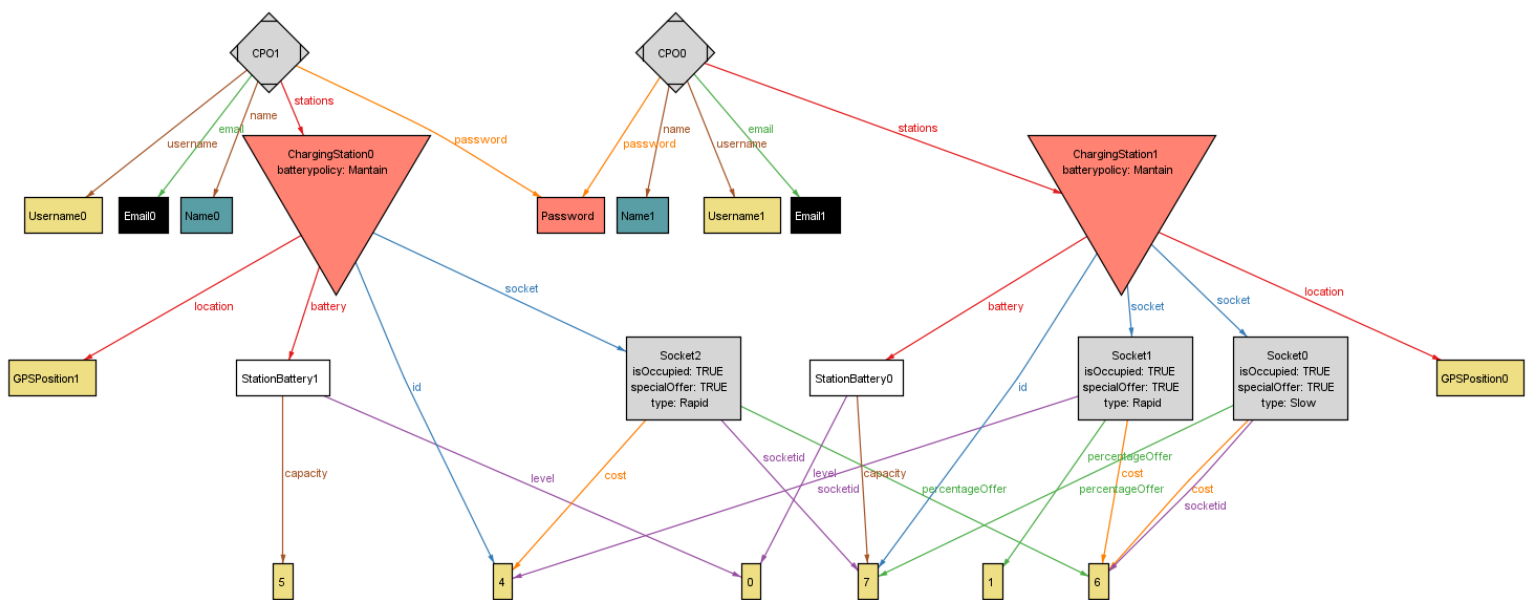 CPO1
CPO0
stations
name
email
username
password
name
email
username
password
stations
ChargingStation0
batterypolicy: Mantain
ChargingStation1
batterypolicy: Mantain
Username0
Email0
Name0
Password
Name1
Username1
Email1
location
battery
socket
battery
socket
socket
location
id
id
GPSPosition1
StationBattery1
Socket2
isOccupied: TRUE
specialOffer: TRUE
type: Rapid
StationBattery0
Socket1
isOccupied: TRUE
specialOffer: TRUE
type: Rapid
Socket0
isOccupied: TRUE
specialOffer: TRUE
type: Slow
GPSPosition0
capacity
level
cost
socketid
level
socketid
capacity
percentageOffer
percentageOffer
cost
percentageOffer
cost
socketid
5
4
0
7
1
6